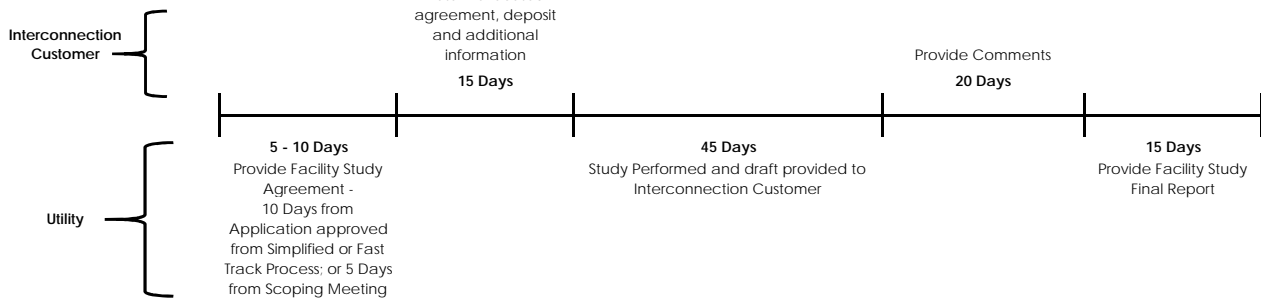 Interconnection
Customer
agreement, deposit
and additional
information
15 Days
Provide Comments
20 Days
5 - 10 Days
Provide Facility Study
Agreement -
10 Days from
Application approved
from Simplified or Fast
Track Process; or 5 Days
from Scoping Meeting
45 Days
Study Performed and draft provided to
Interconnection Customer
15 Days
Provide Facility Study
Final Report
Utility